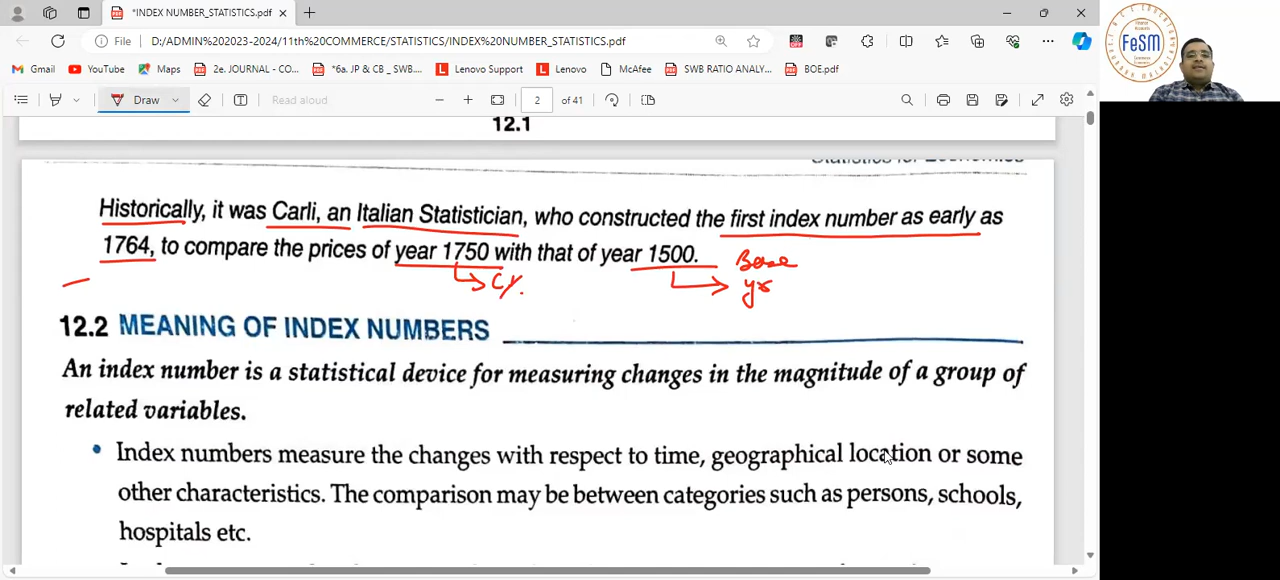 *INDEX NUMBER_STATISTICS.pdf
File D:/ADMIN%202023-2024/11th%20COMMERCE/STATISTICS/INDEX%20NUMBER_STATISTICS.pdf
Gmail YouTube Maps 2e. JOURNAL - CO... *6a. JP & CB _ SWB... Lenovo Support Lenovo McAfee SWB RATIO ANALY... BOE.pdf
Draw Read aloud 2 of 41
12.1
Statistics for Economics
Historically, it was Carli, an Italian Statistician, who constructed the first index number as early as
1764, to compare the prices of year 1750 with that of year 1500.
Base
CY.
yr
12.2 MEANING OF INDEX NUMBERS
An index number is a statistical device for measuring changes in the magnitude of a group of
related variables.
• Index numbers measure the changes with respect to time, geographical location or some
other characteristics. The comparison may be between categories such as persons, schools,
hospitals etc.
FeSM